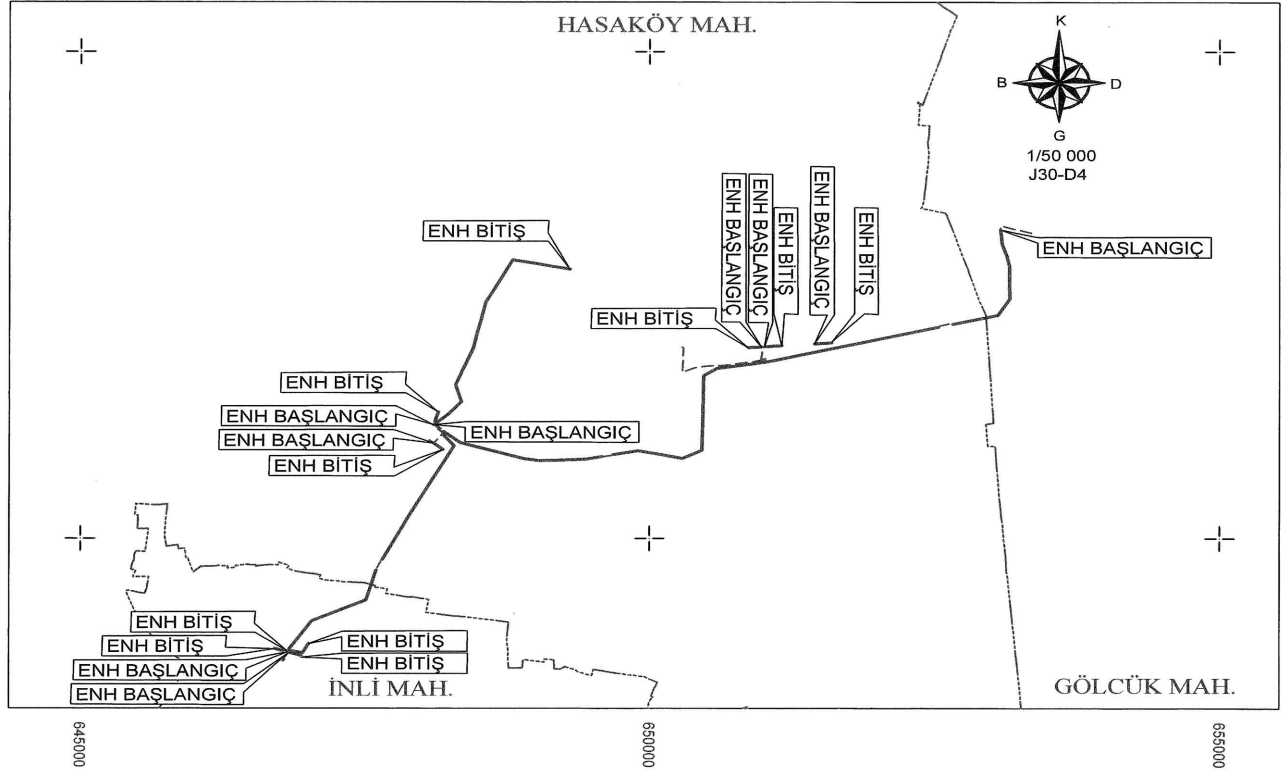 HASAKÖY MAH.
K
B
D
G
1/50 000
J30-D4
ENH BİTİŞ
ENH BAŞLANGIÇ
ENH BAŞLANGIÇ
ENH BİTİŞ
ENH BAŞLANGIÇ
ENH BİTİŞ
ENH BAŞLANGIÇ
ENH BİTİŞ
ENH BİTİŞ
ENH BAŞLANGIÇ
ENH BAŞLANGIÇ
ENH BAŞLANGIÇ
ENH BİTİŞ
ENH BİTİŞ
ENH BİTİŞ
ENH BİTİŞ
ENH BİTİŞ
ENH BAŞLANGIÇ
ENH BAŞLANGIÇ
İNLİ MAH.
GÖLCÜK MAH.
645000
650000
655000